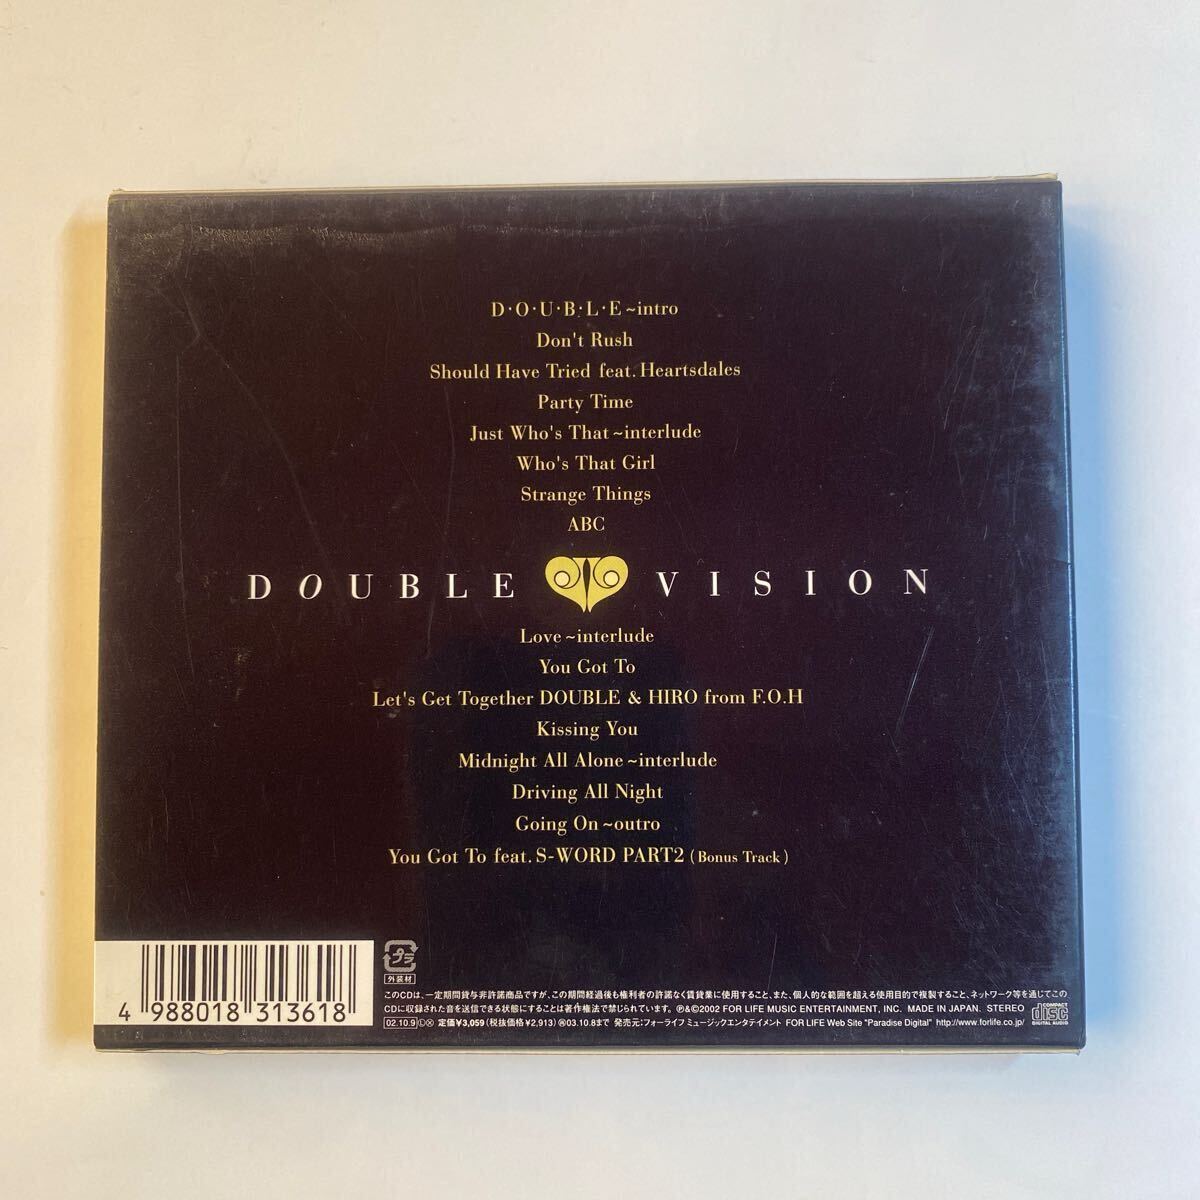 D·O·U·B·L·E ~intro
Don't Rush
Should Have Tried feat. Heartsdales
Party Time
Just Who's That ~interlude
Who's That Girl
Strange Things
ABC
DOUBLE VISION
Love ~interlude
You Got To
Let's Get Together DOUBLE & HIRO from F.O.H
Kissing You
Midnight All Alone ~interlude
Driving All Night
Going On ~outro
You Got To feat. S-WORD PART2 (Bonus Track)
プラ
外装材
4 988018 313618
このCDは、一定期間貸与非許諾商品ですが、この期間経過後も権利者の許諾なく賃貸業に使用すること、また、個人的な範囲を超える使用目的で複製すること、ネットワーク等を通じてこの
CDに収録された音を送信できる状態にすることは著作権法で禁じられています。 ℗&©2002 FOR LIFE MUSIC ENTERTAINMENT, INC. MADE IN JAPAN. STEREO
02.10.9 Ⓛ Ⓧ 定価¥3,059(税抜価格¥2,913) ㊝03.10.8まで 発売元:フォーライフ ミュージックエンタテイメント FOR LIFE Web Site "Paradise Digital" http://www.forlife.co.jp/
COMPACT
disc
DIGITAL AUDIO